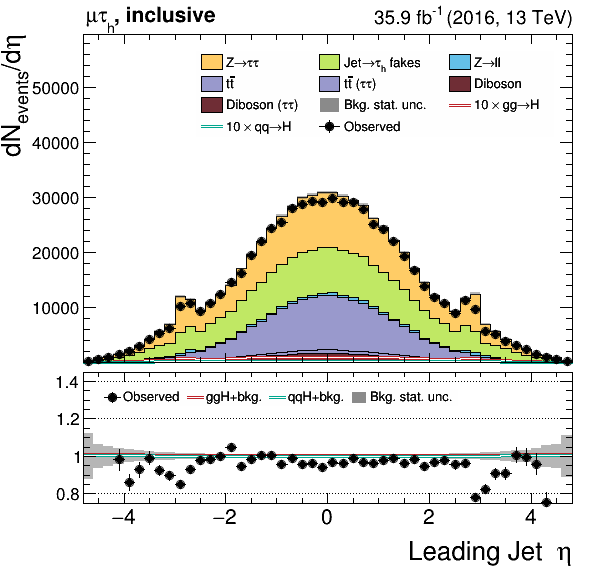 μτh, inclusive 35.9 fb-1 (2016, 13 TeV)
dNevents/dη
Z→ττ Jet→τh fakes Z→ll
tt̄ tt̄ (ττ) Diboson
Diboson (ττ) Bkg. stat. unc. 10 × gg→H
10 × qq→H Observed
50000
40000
30000
20000
10000
1.4
Observed ggH+bkg. qqH+bkg. Bkg. stat. unc.
1.2
1
0.8
−4 −2 0 2 4
Leading Jet η